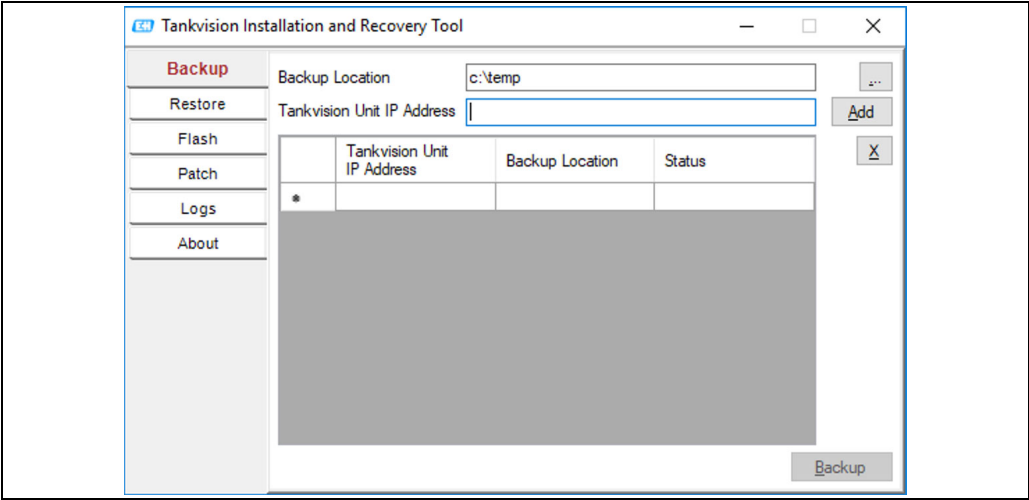 EH Tankvision Installation and Recovery Tool
Backup
Restore
Flash
Patch
Logs
About
Backup Location c:\temp ...
Tankvision Unit IP Address Add
X
Tankvision Unit
IP Address
Backup Location
Status
*
Backup